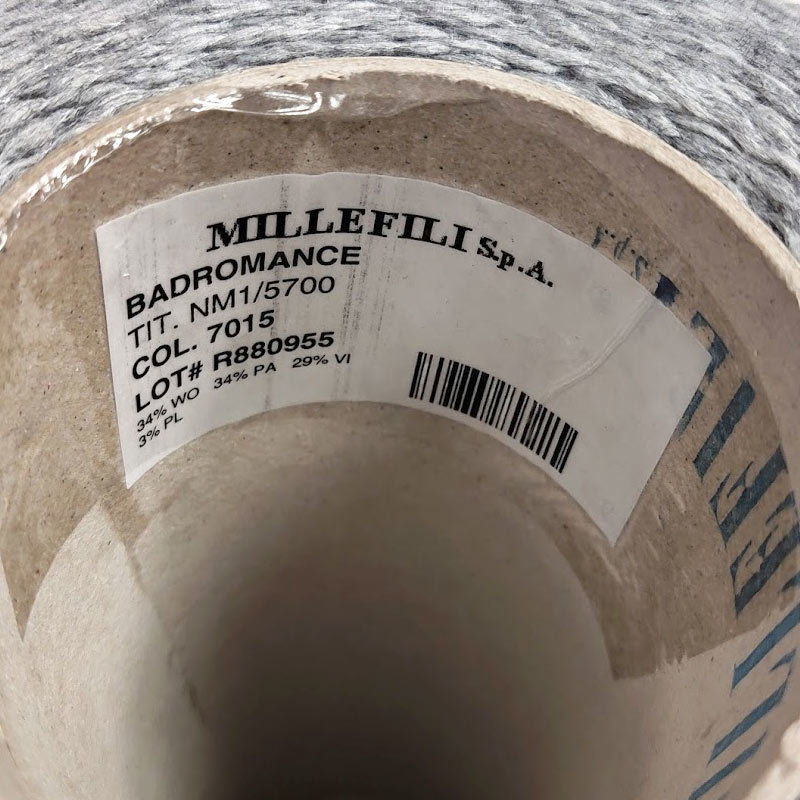 MILLEFILI S.p.A.
BADROMANCE
TIT. NM1/5700
COL. 7015
LOT# R880955
34% WO 34% PA 29% VI
3% PL